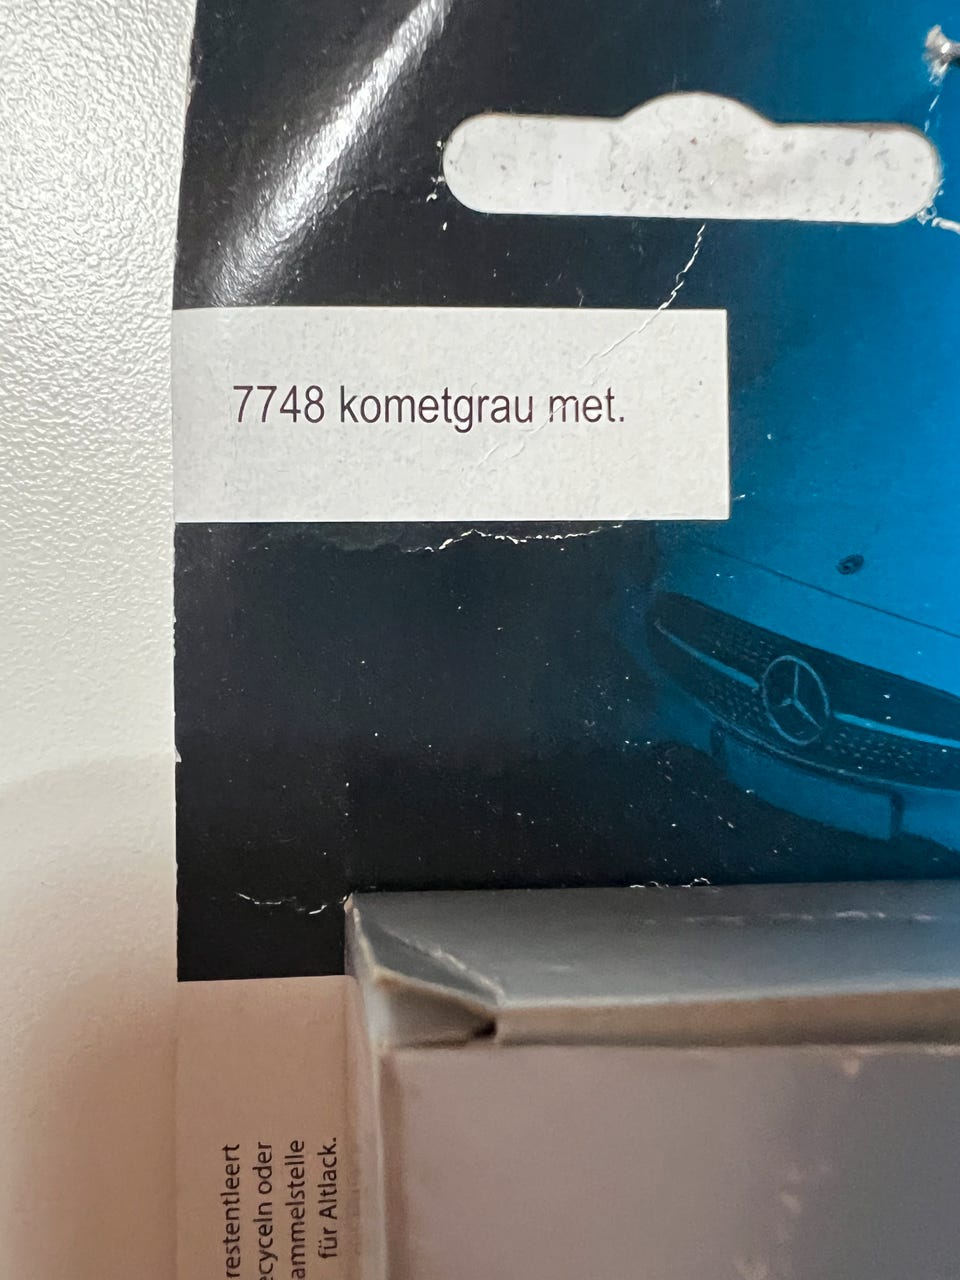 7748 kometgrau met.
restentleert
ecyceln oder
ammelstelle
für Altlack.